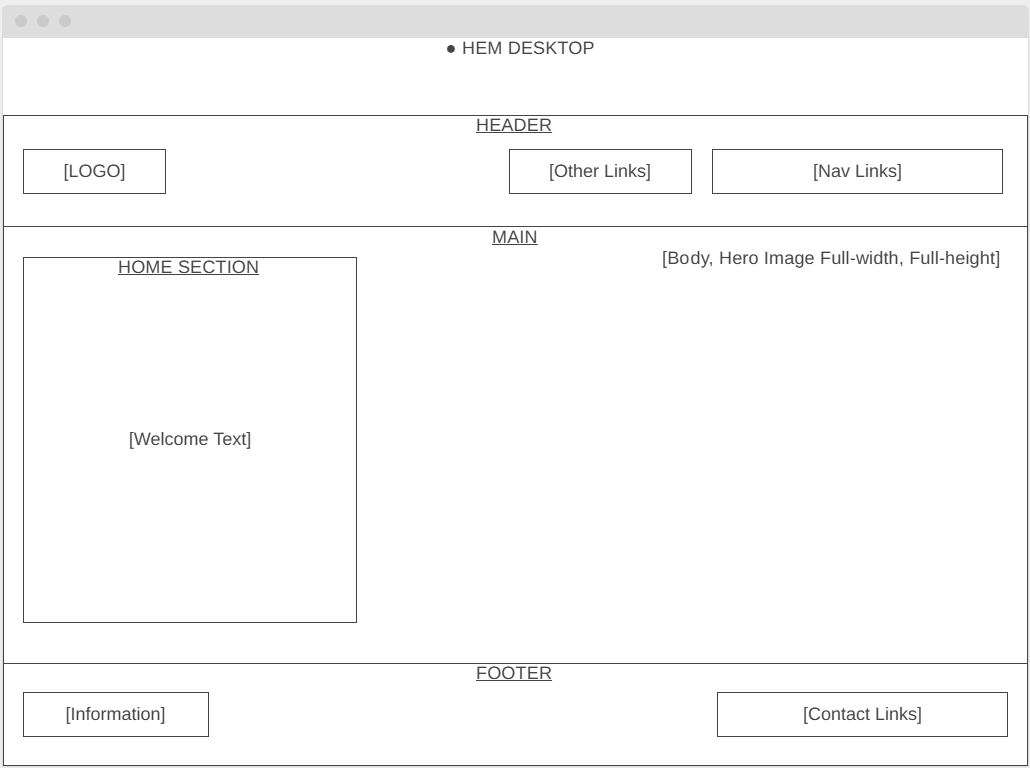 ● HEM DESKTOP
HEADER
[LOGO]
[Other Links]
[Nav Links]
MAIN
[Body, Hero Image Full-width, Full-height]
HOME SECTION
[Welcome Text]
FOOTER
[Information]
[Contact Links]